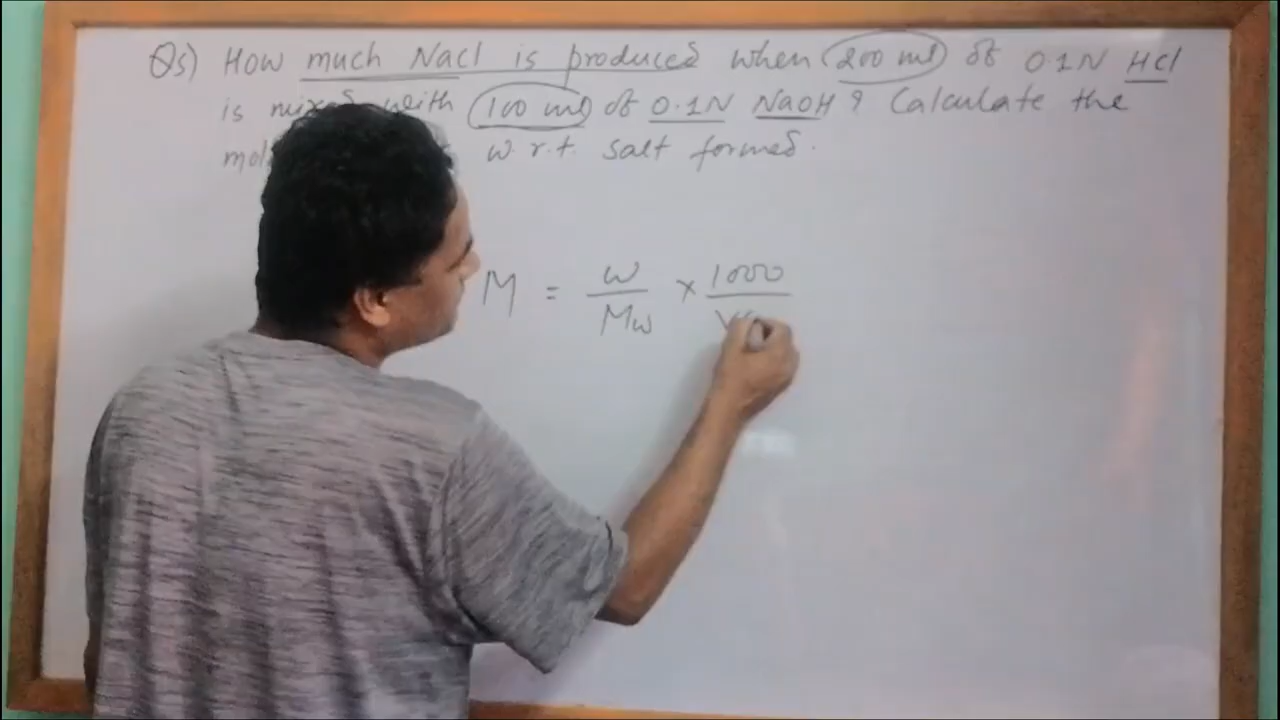 Qs) How much Nacl is produced when 200 ml of 0.1N HCl
is mixed with 100 ml of 0.1N NaOH ? Calculate the
w r.t. salt formed.
M = w/Mw × 1000/